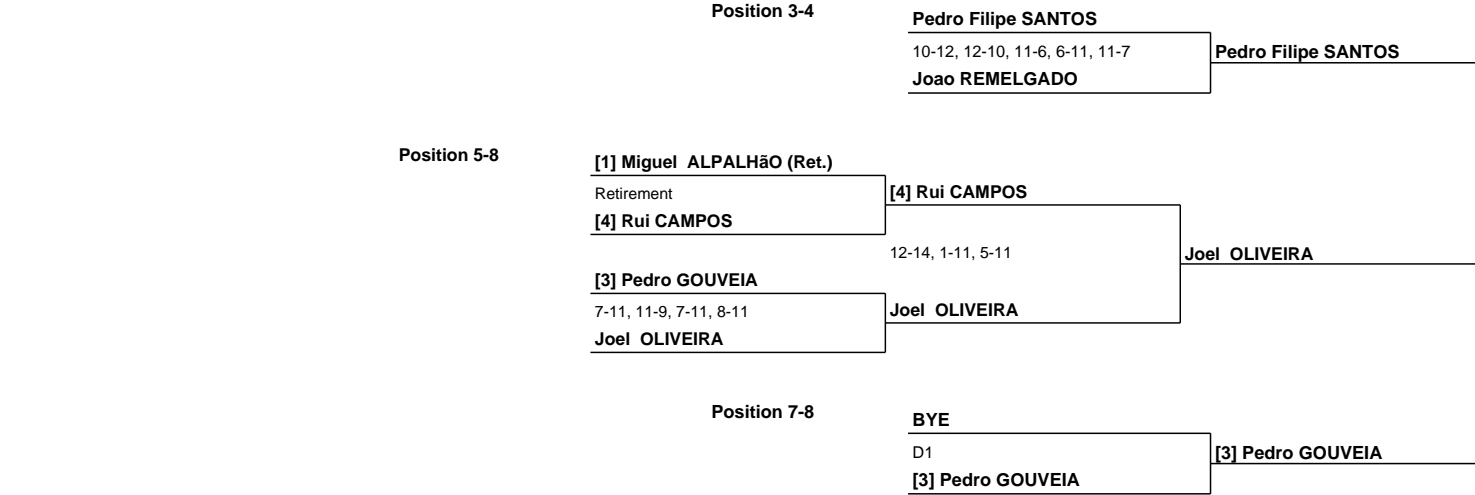 Position 3-4
Pedro Filipe SANTOS
10-12, 12-10, 11-6, 6-11, 11-7
Pedro Filipe SANTOS
Joao REMELGADO
Position 5-8
[1] Miguel  ALPALHãO (Ret.)
Retirement
[4] Rui CAMPOS
[4] Rui CAMPOS
12-14, 1-11, 5-11
Joel  OLIVEIRA
[3] Pedro GOUVEIA
7-11, 11-9, 7-11, 8-11
Joel  OLIVEIRA
Joel  OLIVEIRA
Position 7-8
BYE
D1
[3] Pedro GOUVEIA
[3] Pedro GOUVEIA